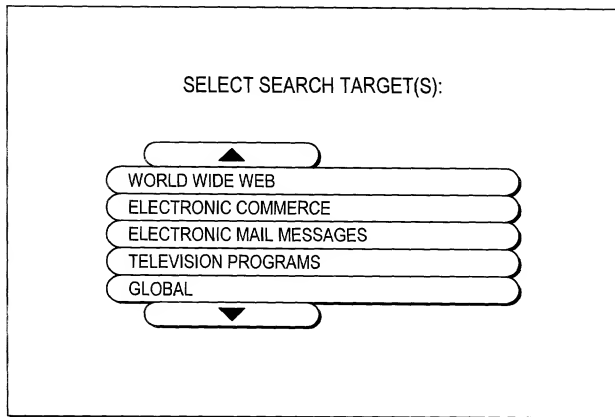 SELECT SEARCH TARGET(S):
WORLD WIDE WEB
ELECTRONIC COMMERCE
ELECTRONIC MAIL MESSAGES
TELEVISION PROGRAMS
GLOBAL